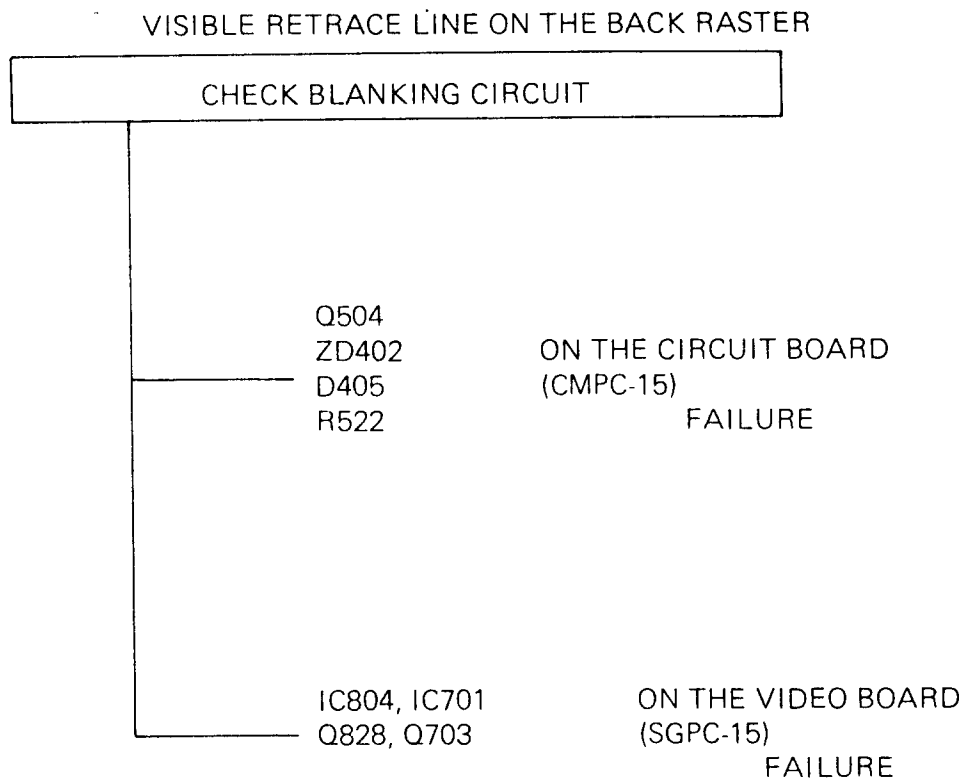 VISIBLE RETRACE LINE ON THE BACK RASTER
CHECK BLANKING CIRCUIT
Q504
ZD402 ON THE CIRCUIT BOARD
D405 (CMPC-15)
R522 FAILURE
IC804, IC701 ON THE VIDEO BOARD
Q828, Q703 (SGPC-15)
FAILURE